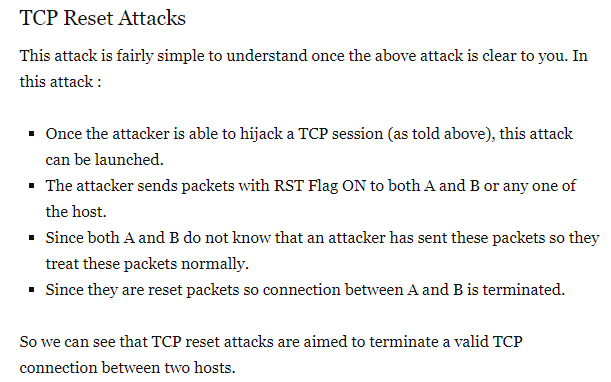 TCP Reset Attacks
This attack is fairly simple to understand once the above attack is clear to you. In
this attack :
▪ Once the attacker is able to hijack a TCP session (as told above), this attack
can be launched.
▪ The attacker sends packets with RST Flag ON to both A and B or any one of
the host.
▪ Since both A and B do not know that an attacker has sent these packets so they
treat these packets normally.
▪ Since they are reset packets so connection between A and B is terminated.
So we can see that TCP reset attacks are aimed to terminate a valid TCP
connection between two hosts.